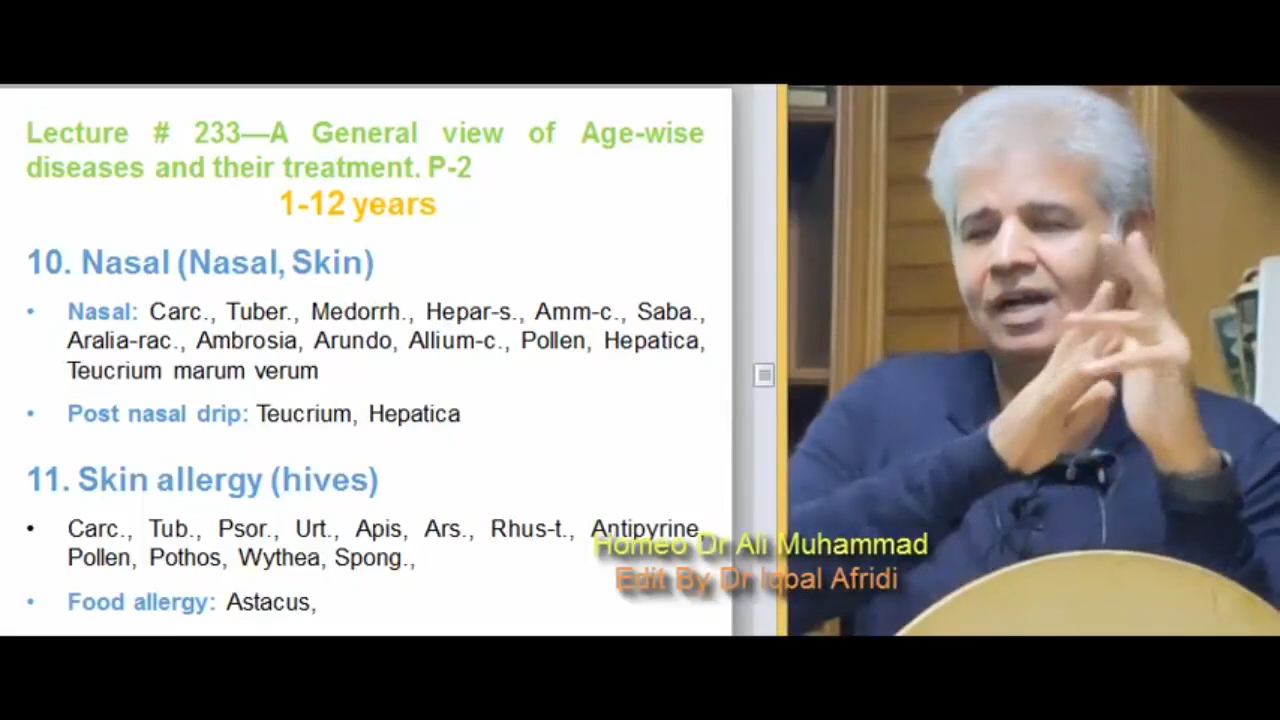 Lecture # 233—A General view of Age-wise
diseases and their treatment. P-2
1-12 years
10. Nasal (Nasal, Skin)
• Nasal: Carc., Tuber., Medorrh., Hepar-s., Amm-c., Saba.,
Aralia-rac., Ambrosia, Arundo, Allium-c., Pollen, Hepatica,
Teucrium marum verum
• Post nasal drip: Teucrium, Hepatica
11. Skin allergy (hives)
• Carc., Tub., Psor., Urt., Apis, Ars., Rhus-t., Antipyrine,
Pollen, Pothos, Wythea, Spong.,
• Food allergy: Astacus,
Homeo Dr Ali Muhammad
Edit By Dr Iqbal Afridi